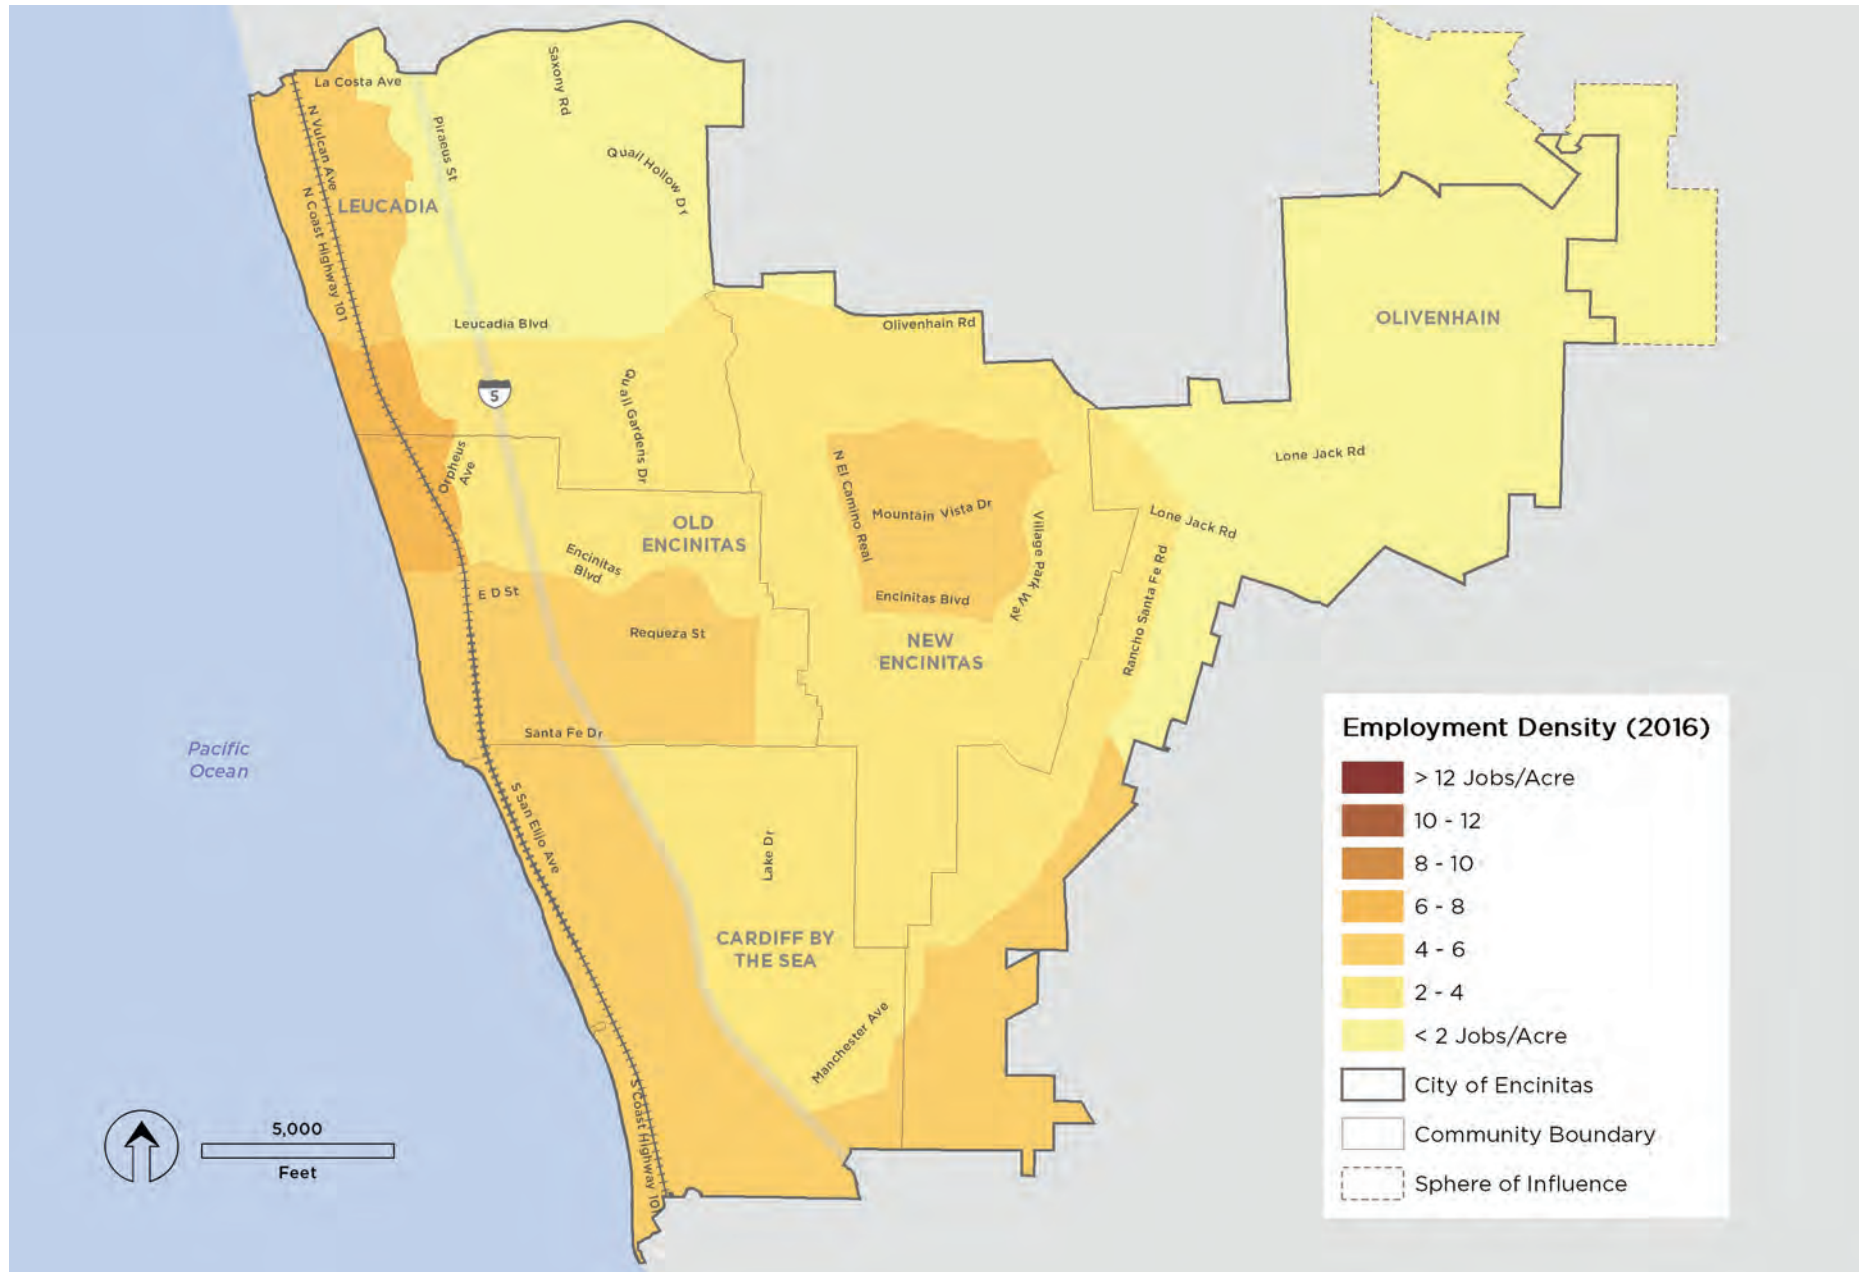 La Costa Ave
Saxony Rd
Piraeus St
N Vulcan Ave
Quail Hollow Dr
LEUCADIA
N Coast Highway 101
Leucadia Blvd
Olivenhain Rd
OLIVENHAIN
5
Quail Gardens Dr
Orpheus
Ave
Lone Jack Rd
N El Camino Real
Mountain Vista Dr
Village Park Way
Lone Jack Rd
OLD
ENCINITAS
Encinitas
Blvd
E D St
Encinitas Blvd
Rancho Santa Fe Rd
Requeza St
NEW
ENCINITAS
Santa Fe Dr
Pacific
Ocean
S San Elijo Ave
Lake Dr
CARDIFF BY
THE SEA
Manchester Ave
S Coast Highway 101
5,000
Feet
Employment Density (2016)
> 12 Jobs/Acre
10 - 12
8 - 10
6 - 8
4 - 6
2 - 4
< 2 Jobs/Acre
City of Encinitas
Community Boundary
Sphere of Influence